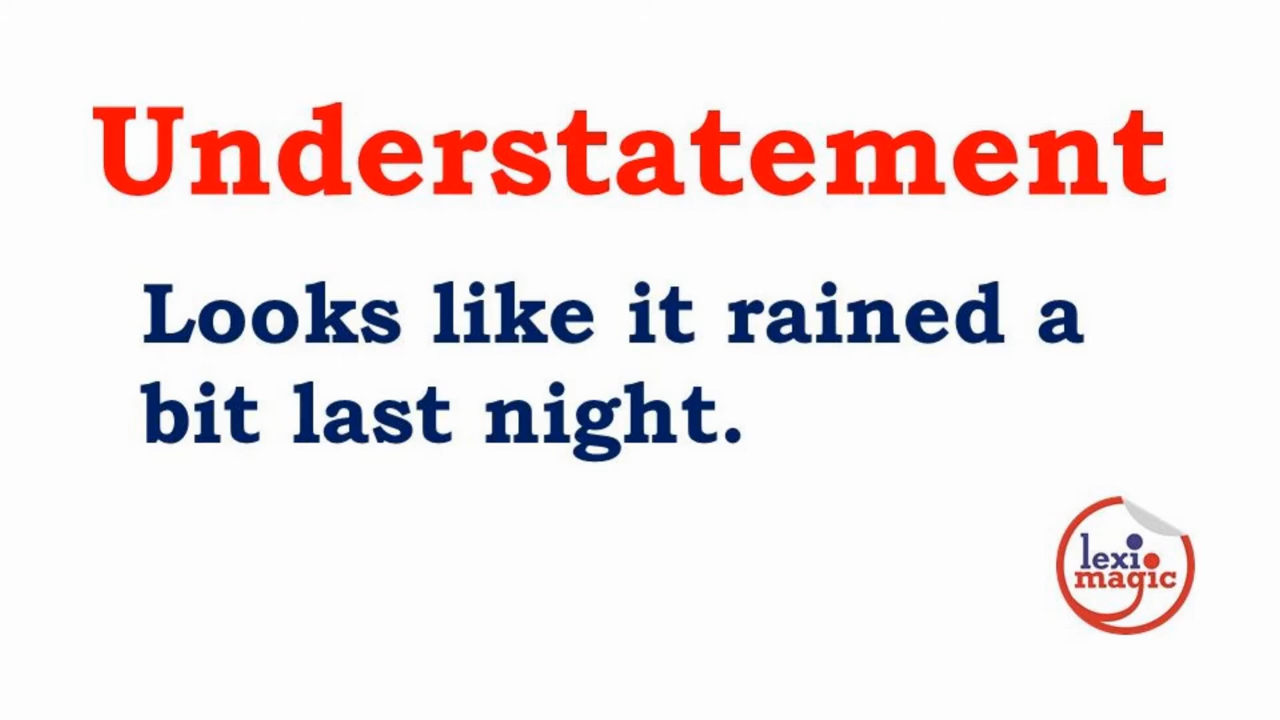 Understatement
Looks like it rained a
bit last night.
lexi
magic